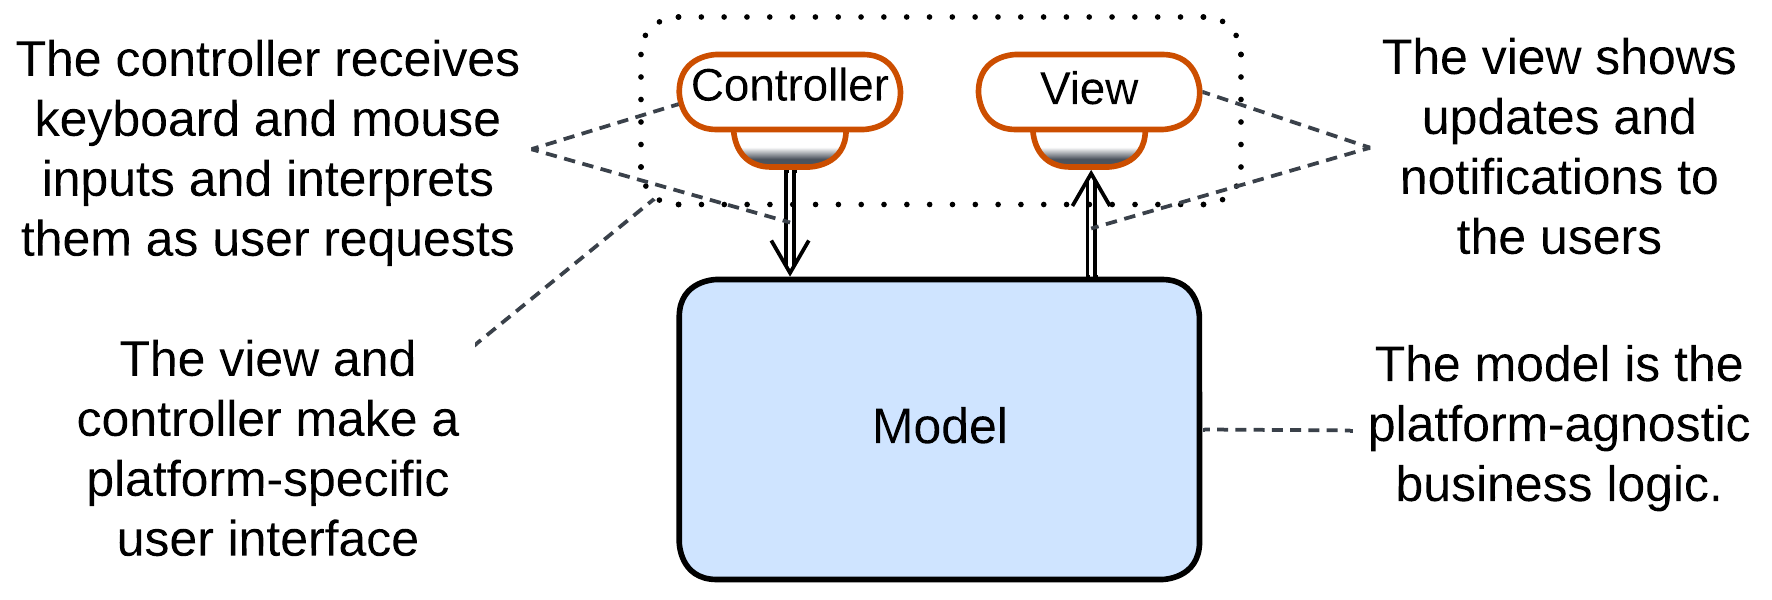 The controller receives
keyboard and mouse
inputs and interprets
them as user requests
Controller
View
The view shows
updates and
notifications to
the users
The view and
controller make a
platform-specific
user interface
Model
The model is the
platform-agnostic
business logic.